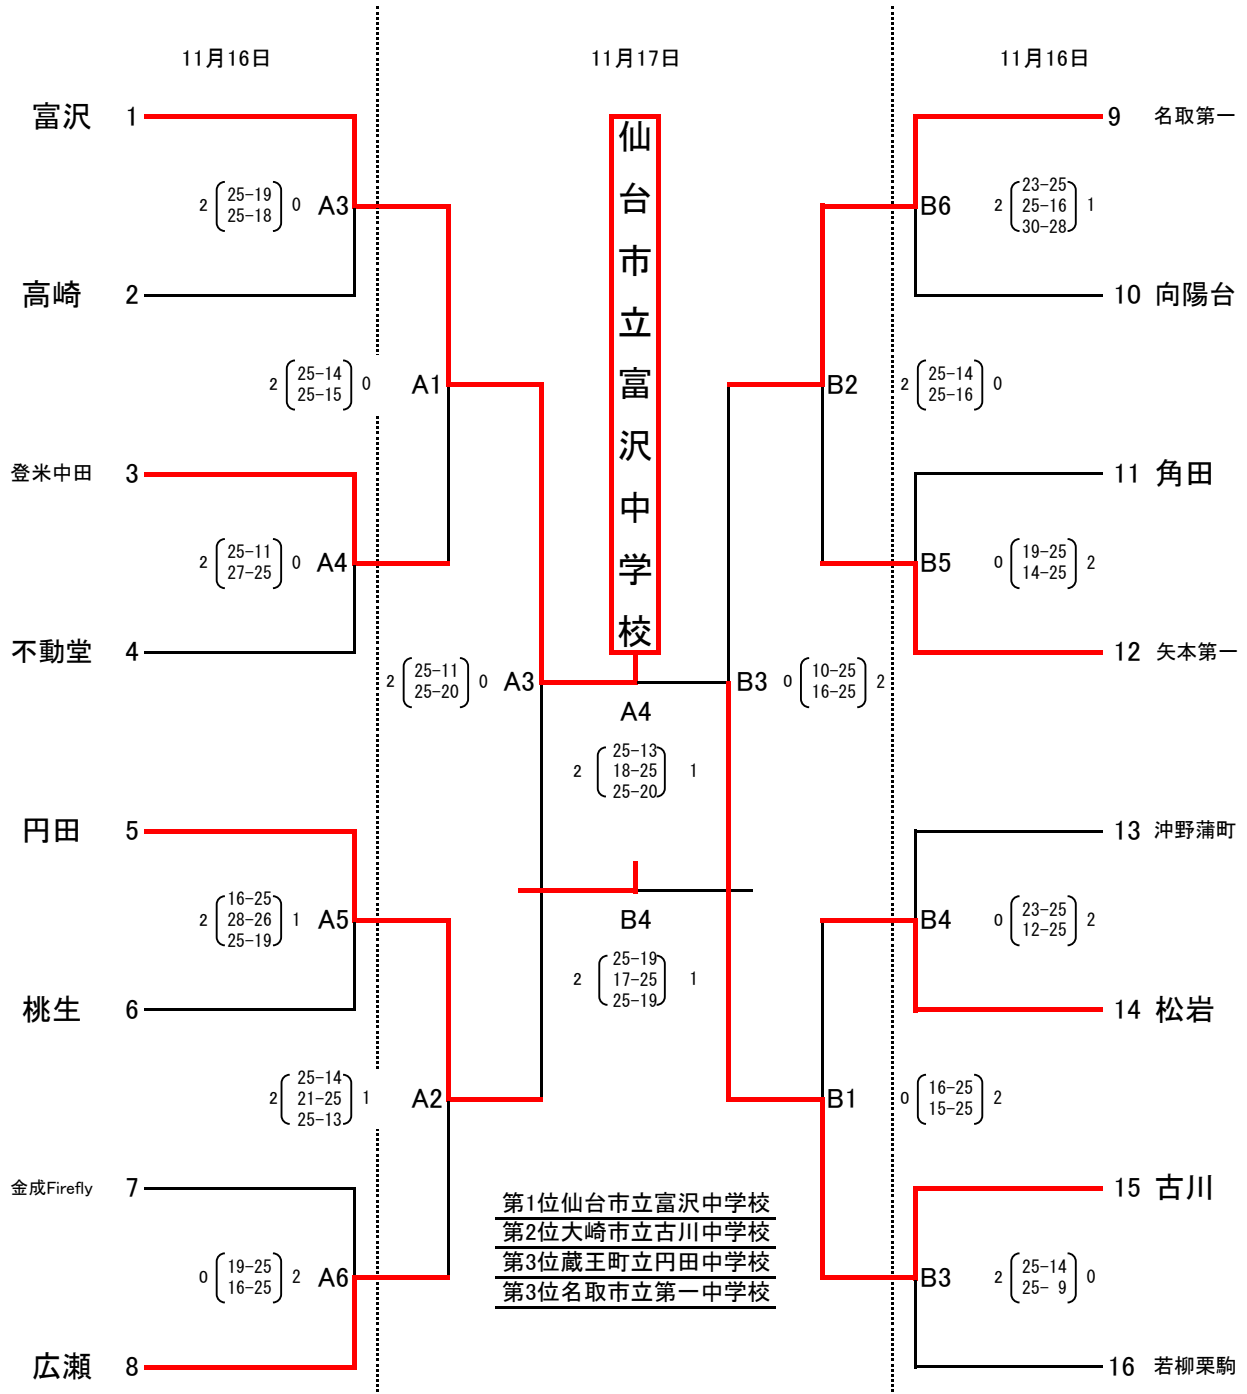 11月16日
11月17日
11月16日
富沢 1
2 25-19 0 A3
25-18
高崎 2
2 25-14 0 A1
25-15
登米中田 3
2 25-11 0 A4
27-25
不動堂 4
2 25-11 0 A3
25-20
円田 5
16-25
2 28-26 1 A5
25-19
桃生 6
25-14
2 21-25 1 A2
25-13
金成Firefly 7
0 19-25 2 A6
16-25
広瀬 8
仙台市立富沢中学校
A4
25-13
2 18-25 1
25-20
B4
25-19
2 17-25 1
25-19
第1位仙台市立富沢中学校
第2位大崎市立古川中学校
第3位蔵王町立円田中学校
第3位名取市立第一中学校
9 名取第一
23-25
B6 2 25-16 1
30-28
10 向陽台
B2 2 25-14 0
25-16
11 角田
B5 0 19-25 2
14-25
12 矢本第一
B3 0 10-25 2
16-25
13 沖野蒲町
B4 0 23-25 2
12-25
14 松岩
B1 0 16-25 2
15-25
15 古川
B3 2 25-14 0
25- 9
16 若柳栗駒